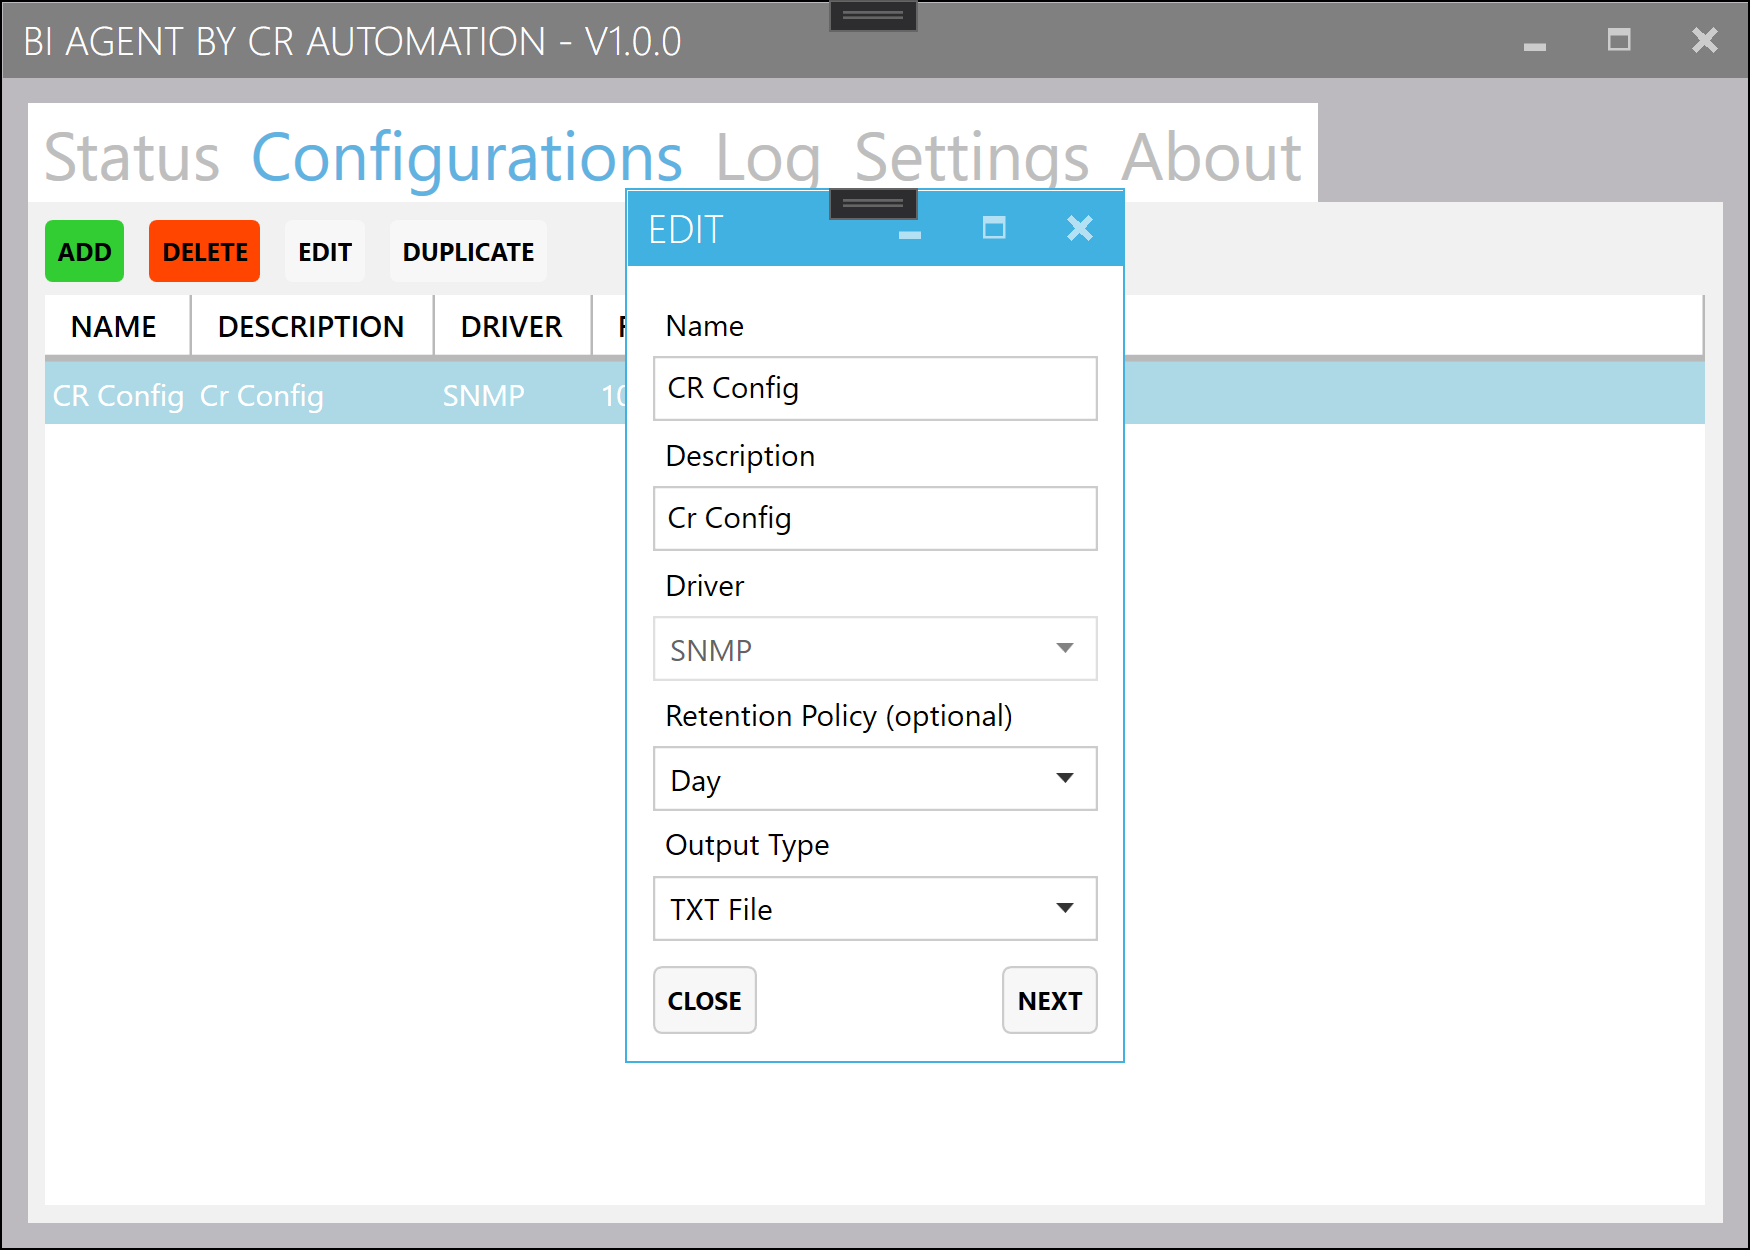 BI AGENT BY CR AUTOMATION - V1.0.0
Status Configurations Log Settings About
ADD DELETE EDIT DUPLICATE
NAME DESCRIPTION DRIVER
CR Config Cr Config SNMP 10
EDIT
Name
CR Config
Description
Cr Config
Driver
SNMP
Retention Policy (optional)
Day
Output Type
TXT File
CLOSE NEXT